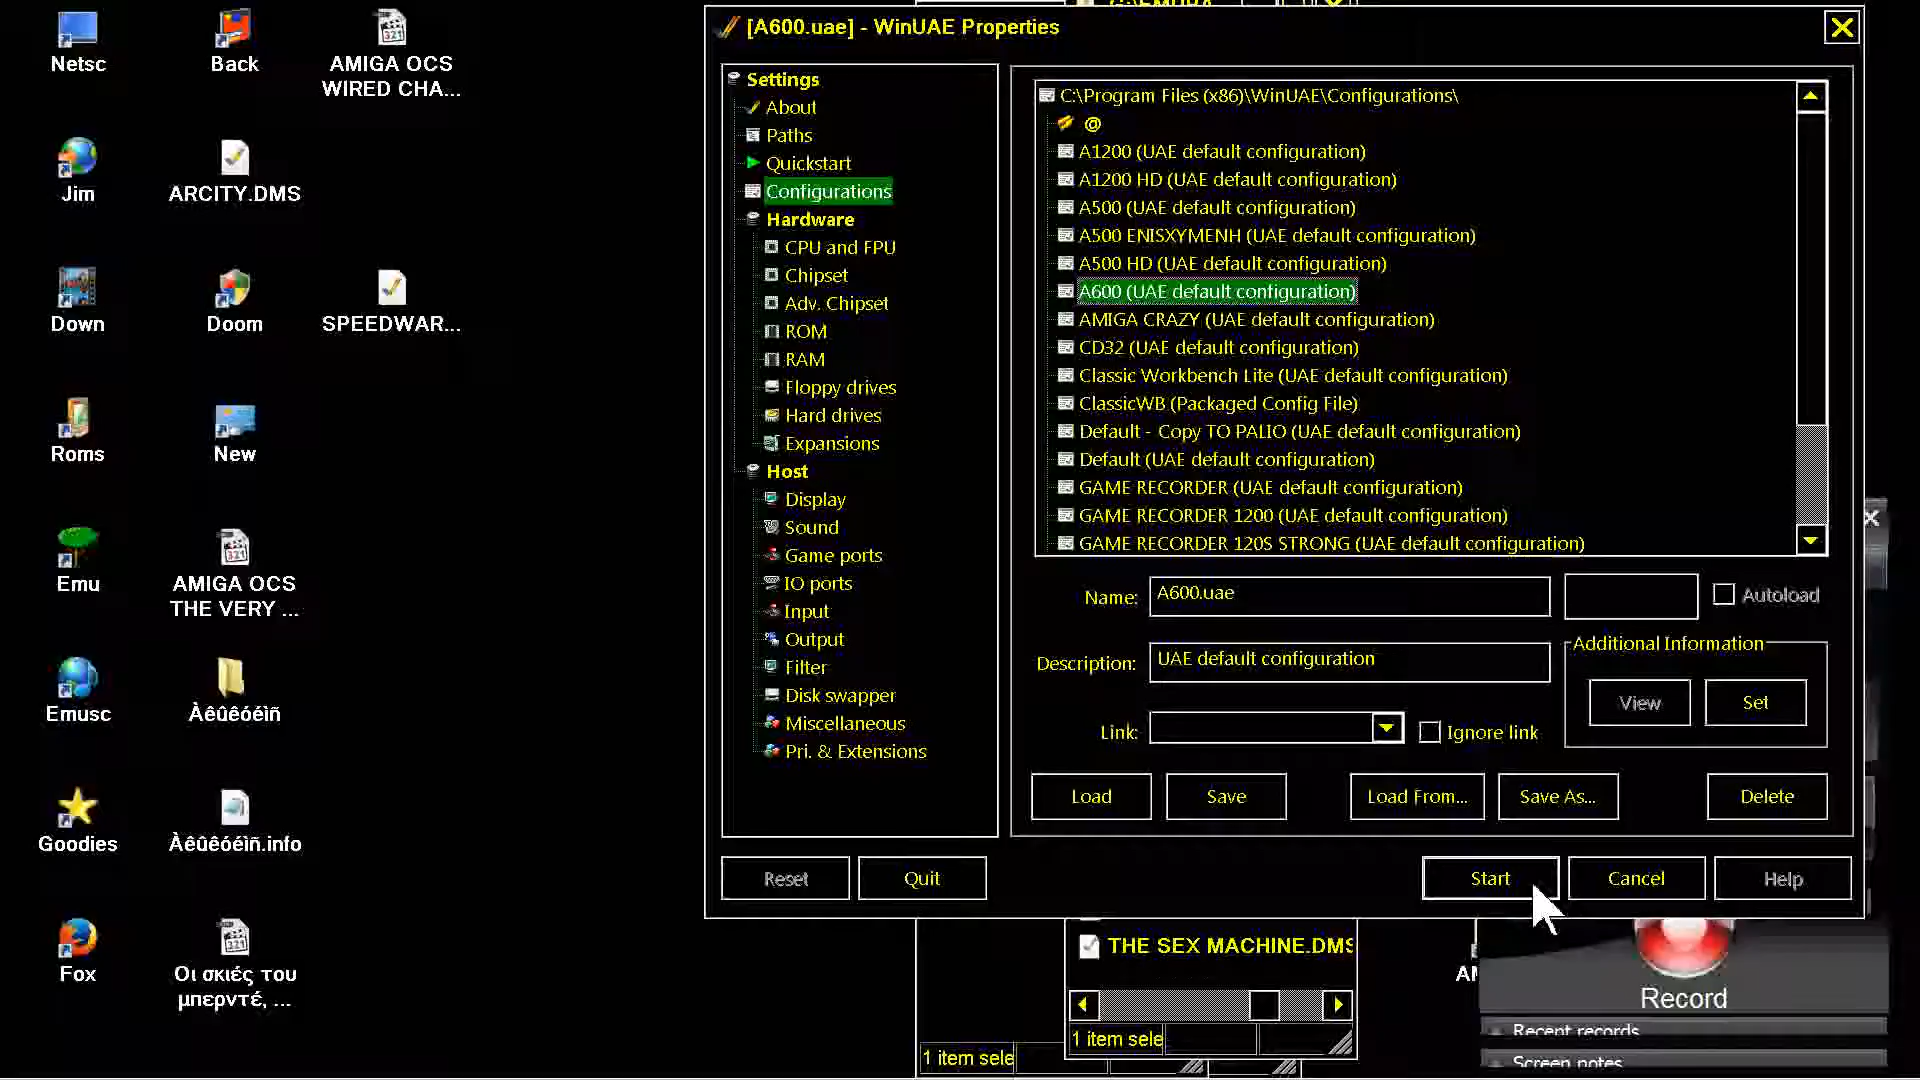 Netsc
Back
AMIGA OCS
WIRED CHA...
Jim
ARCITY.DMS
Down
Doom
SPEEDWAR...
Roms
New
Emu
AMIGA OCS
THE VERY ...
Emusc
Àêûêóéìñ
Goodies
Àêûêóéìñ.info
Fox
Οι σκιές του
μπερντέ, ...
[A600.uae] - WinUAE Properties
Settings
About
Paths
Quickstart
Configurations
Hardware
CPU and FPU
Chipset
Adv. Chipset
ROM
RAM
Floppy drives
Hard drives
Expansions
Host
Display
Sound
Game ports
IO ports
Input
Output
Filter
Disk swapper
Miscellaneous
Pri. & Extensions
C:\Program Files (x86)\WinUAE\Configurations\
@
A1200 (UAE default configuration)
A1200 HD (UAE default configuration)
A500 (UAE default configuration)
A500 ENISXYMENH (UAE default configuration)
A500 HD (UAE default configuration)
A600 (UAE default configuration)
AMIGA CRAZY (UAE default configuration)
CD32 (UAE default configuration)
Classic Workbench Lite (UAE default configuration)
ClassicWB (Packaged Config File)
Default - Copy TO PALIO (UAE default configuration)
Default (UAE default configuration)
GAME RECORDER (UAE default configuration)
GAME RECORDER 1200 (UAE default configuration)
GAME RECORDER 120S STRONG (UAE default configuration)
Name: A600.uae
Autoload
Description: UAE default configuration
Additional Information
View Set
Link:
Ignore link
Load Save Load From... Save As... Delete
Reset Quit Start Cancel Help
THE SEX MACHINE.DMS
1 item sele
1 item sele
Record
Recent records
Screen notes